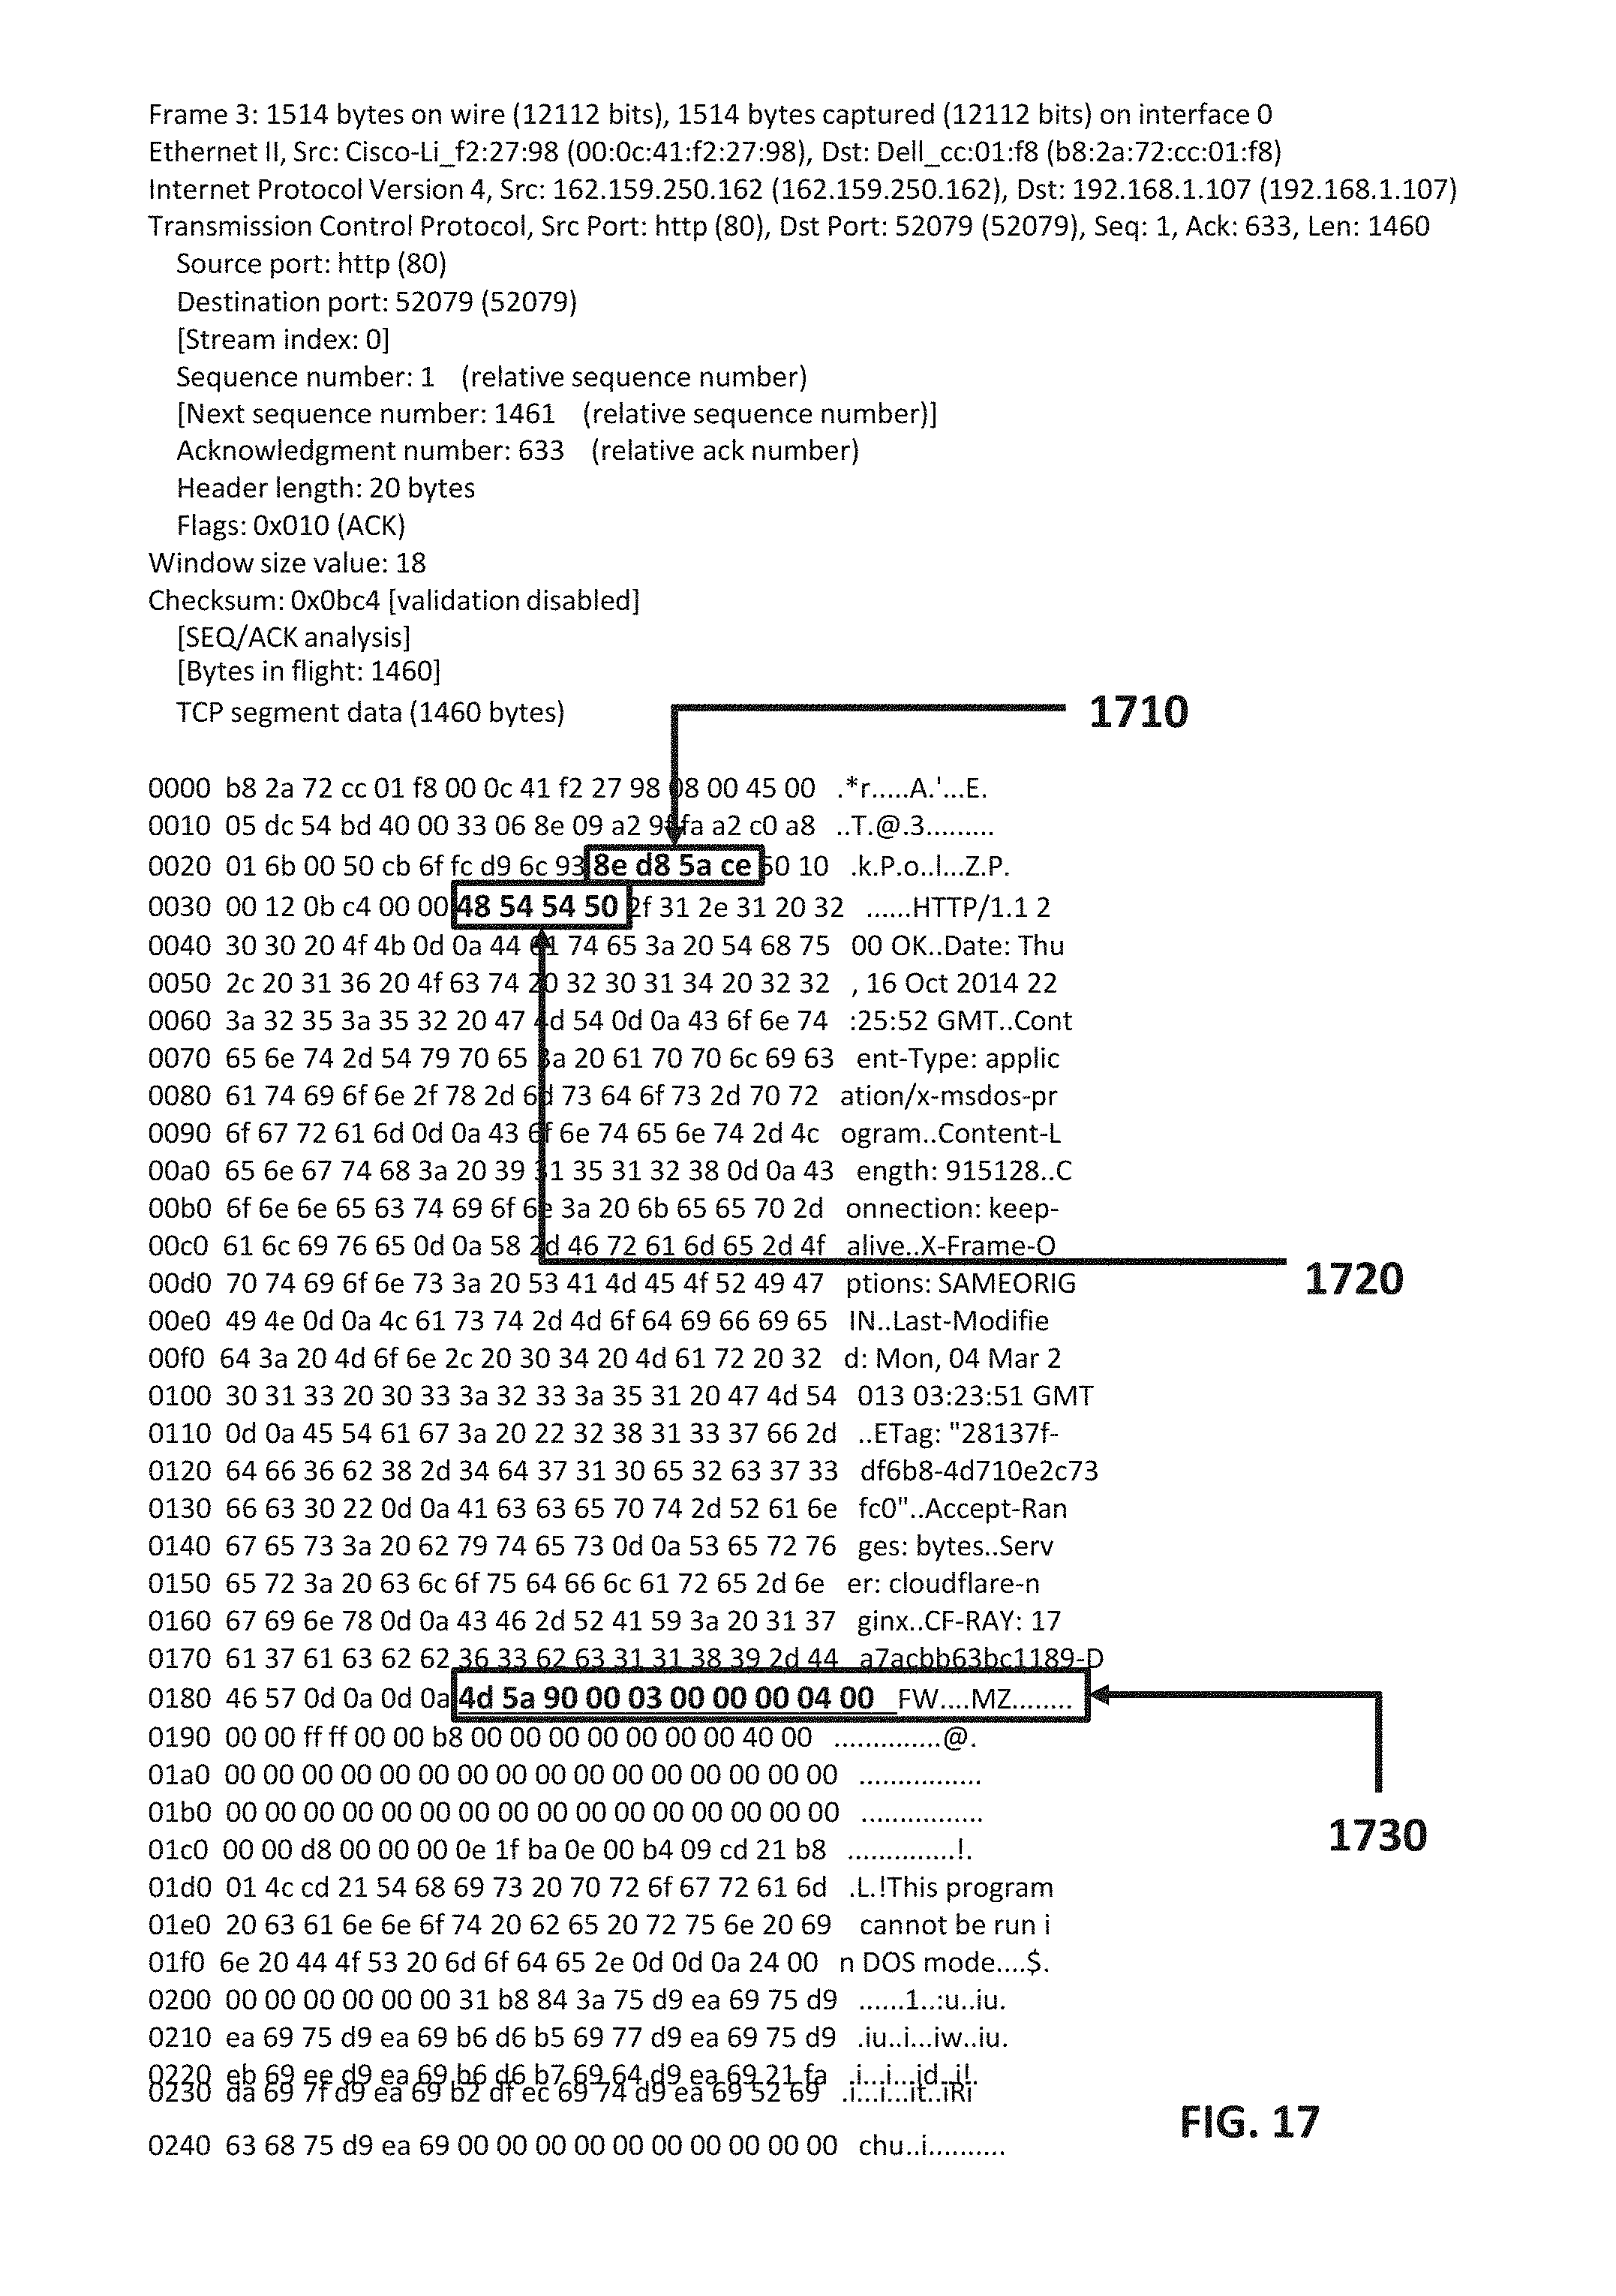 Frame 3: 1514 bytes on wire (12112 bits), 1514 bytes captured (12112 bits) on interface 0
Ethernet II, Src: Cisco-Li_f2:27:98 (00:0c:41:f2:27:98), Dst: Dell_cc:01:f8 (b8:2a:72:cc:01:f8)
Internet Protocol Version 4, Src: 162.159.250.162 (162.159.250.162), Dst: 192.168.1.107 (192.168.1.107)
Transmission Control Protocol, Src Port: http (80), Dst Port: 52079 (52079), Seq: 1, Ack: 633, Len: 1460
Source port: http (80)
Destination port: 52079 (52079)
[Stream index: 0]
Sequence number: 1 (relative sequence number)
[Next sequence number: 1461 (relative sequence number)]
Acknowledgment number: 633 (relative ack number)
Header length: 20 bytes
Flags: 0x010 (ACK)
Window size value: 18
Checksum: 0x0bc4 [validation disabled]
[SEQ/ACK analysis]
[Bytes in flight: 1460]
TCP segment data (1460 bytes)
1710
0000 b8 2a 72 cc 01 f8 00 0c 41 f2 27 98 08 00 45 00 .*r.....A.'...E.
0010 05 dc 54 bd 40 00 33 06 8e 09 a2 9f fa a2 c0 a8 ..T.@.3.........
0020 01 6b 00 50 cb 6f fc d9 6c 93 8e d8 5a ce 50 10 .k.P.o..l...Z.P.
0030 00 12 0b c4 00 00 48 54 54 50 2f 31 2e 31 20 32 ......HTTP/1.1 2
0040 30 30 20 4f 4b 0d 0a 44 61 74 65 3a 20 54 68 75 00 OK..Date: Thu
0050 2c 20 31 36 20 4f 63 74 20 32 30 31 34 20 32 32 , 16 Oct 2014 22
0060 3a 32 35 3a 35 32 20 47 4d 54 0d 0a 43 6f 6e 74 :25:52 GMT..Cont
0070 65 6e 74 2d 54 79 70 65 3a 20 61 70 70 6c 69 63 ent-Type: applic
0080 61 74 69 6f 6e 2f 78 2d 6d 73 64 6f 73 2d 70 72 ation/x-msdos-pr
0090 6f 67 72 61 6d 0d 0a 43 6f 6e 74 65 6e 74 2d 4c ogram..Content-L
00a0 65 6e 67 74 68 3a 20 39 31 35 31 32 38 0d 0a 43 ength: 915128..C
00b0 6f 6e 6e 65 63 74 69 6f 6e 3a 20 6b 65 65 70 2d onnection: keep-
00c0 61 6c 69 76 65 0d 0a 58 2d 46 72 61 6d 65 2d 4f alive..X-Frame-O
1720
00d0 70 74 69 6f 6e 73 3a 20 53 41 4d 45 4f 52 49 47 ptions: SAMEORIG
00e0 49 4e 0d 0a 4c 61 73 74 2d 4d 6f 64 69 66 69 65 IN..Last-Modifie
00f0 64 3a 20 4d 6f 6e 2c 20 30 34 20 4d 61 72 20 32 d: Mon, 04 Mar 2
0100 30 31 33 20 30 33 3a 32 33 3a 35 31 20 47 4d 54 013 03:23:51 GMT
0110 0d 0a 45 54 61 67 3a 20 22 32 38 31 33 37 66 2d ..ETag: "28137f-
0120 64 66 36 62 38 2d 34 64 37 31 30 65 32 63 37 33 df6b8-4d710e2c73
0130 66 63 30 22 0d 0a 41 63 63 65 70 74 2d 52 61 6e fc0"..Accept-Ran
0140 67 65 73 3a 20 62 79 74 65 73 0d 0a 53 65 72 76 ges: bytes..Serv
0150 65 72 3a 20 63 6c 6f 75 64 66 6c 61 72 65 2d 6e er: cloudflare-n
0160 67 69 6e 78 0d 0a 43 46 2d 52 41 59 3a 20 31 37 ginx..CF-RAY: 17
0170 61 37 61 63 62 62 36 33 62 63 31 31 38 39 2d 44 a7acbb63bc1189-D
0180 46 57 0d 0a 0d 0a 4d 5a 90 00 03 00 00 00 04 00 FW....MZ........
0190 00 00 ff ff 00 00 b8 00 00 00 00 00 00 00 40 00 ..............@.
01a0 00 00 00 00 00 00 00 00 00 00 00 00 00 00 00 00 ................
01b0 00 00 00 00 00 00 00 00 00 00 00 00 00 00 00 00 ................
1730
01c0 00 00 d8 00 00 00 0e 1f ba 0e 00 b4 09 cd 21 b8 ..............!.
01d0 01 4c cd 21 54 68 69 73 20 70 72 6f 67 72 61 6d .L.!This program
01e0 20 63 61 6e 6e 6f 74 20 62 65 20 72 75 6e 20 69 cannot be run i
01f0 6e 20 44 4f 53 20 6d 6f 64 65 2e 0d 0d 0a 24 00 n DOS mode....$.
0200 00 00 00 00 00 00 31 b8 84 3a 75 d9 ea 69 75 d9 ......1..:u..iu.
0210 ea 69 75 d9 ea 69 b6 d6 b5 69 77 d9 ea 69 75 d9 .iu..i...iw..iu.
0220 eb 69 ee d9 ea 69 b6 d6 b7 69 64 d9 ea 69 21 fa .i...i...id..i!.
0230 da 69 7f d9 ea 69 b2 df ec 69 74 d9 ea 69 52 69 .i...i...it..iRi
0240 63 68 75 d9 ea 69 00 00 00 00 00 00 00 00 00 00 chu..i..........
FIG. 17